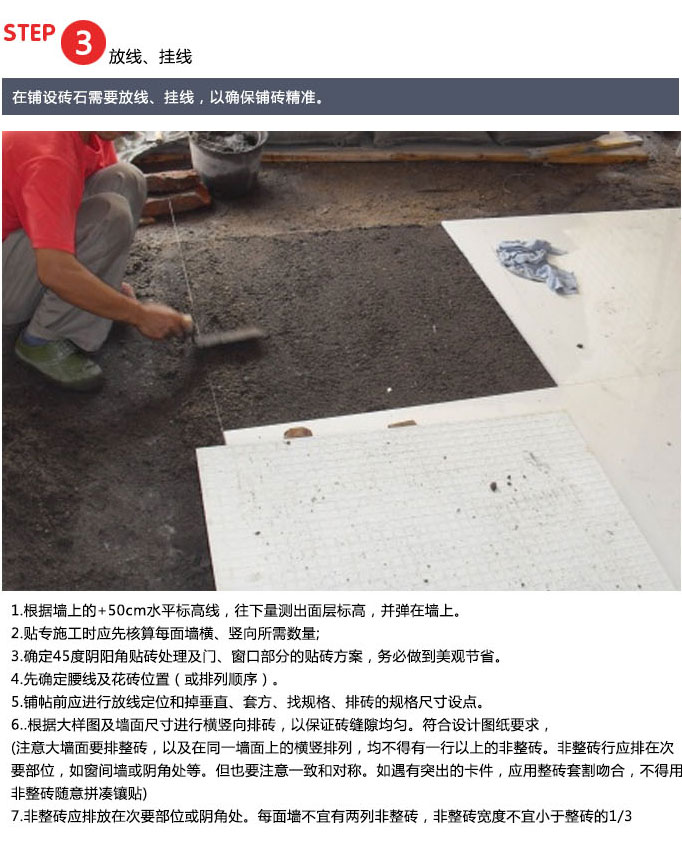 STEP 3 放线、挂线
在铺设砖石需要放线、挂线，以确保铺砖精准。
1.根据墙上的+50cm水平标高线，往下量测出面层标高，并弹在墙上。
2.贴专施工时应先核算每面墙横、竖向所需数量;
3.确定45度阴阳角贴砖处理及门、窗口部分的贴砖方案，务必做到美观节省。
4.先确定腰线及花砖位置（或排列顺序）。
5.铺帖前应进行放线定位和掉垂直、套方、找规格、排砖的规格尺寸设点。
6..根据大样图及墙面尺寸进行横竖向排砖，以保证砖缝隙均匀。符合设计图纸要求，
(注意大墙面要排整砖，以及在同一墙面上的横竖排列，均不得有一行以上的非整砖。非整砖行应排在次
要部位，如窗间墙或阴角处等。但也要注意一致和对称。如遇有突出的卡件，应用整砖套割吻合，不得用
非整砖随意拼凑镶贴)
7.非整砖应排放在次要部位或阴角处。每面墙不宜有两列非整砖，非整砖宽度不宜小于整砖的1/3